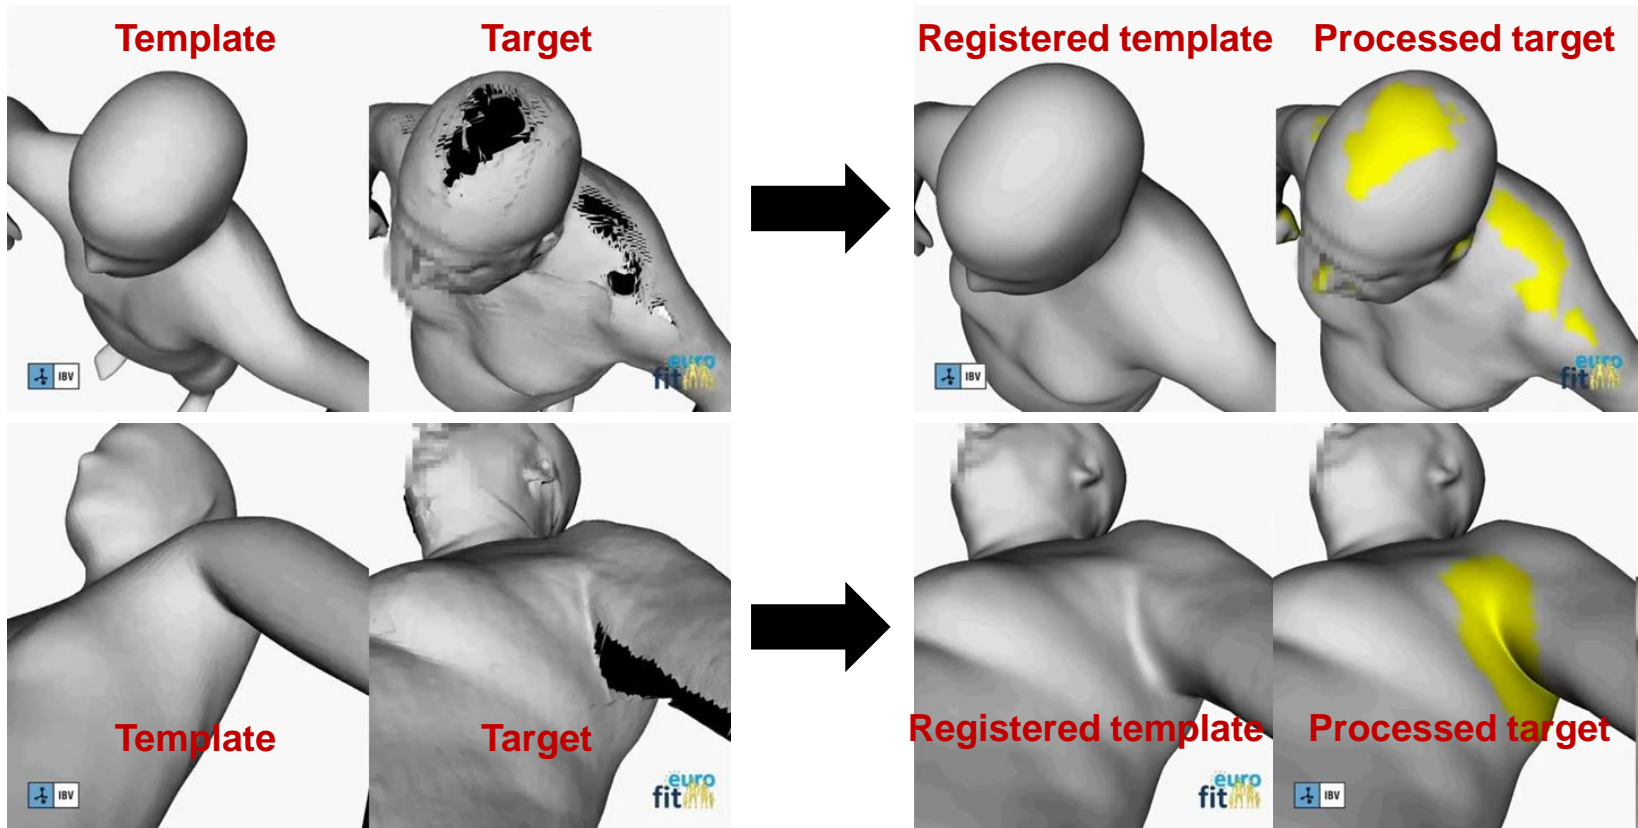 Template
Target
Registered template
Processed target
IBV
euro
fit
IBV
euro
fit
Template
Target
Registered template
Processed target
IBV
euro
fit
euro
fit
IBV